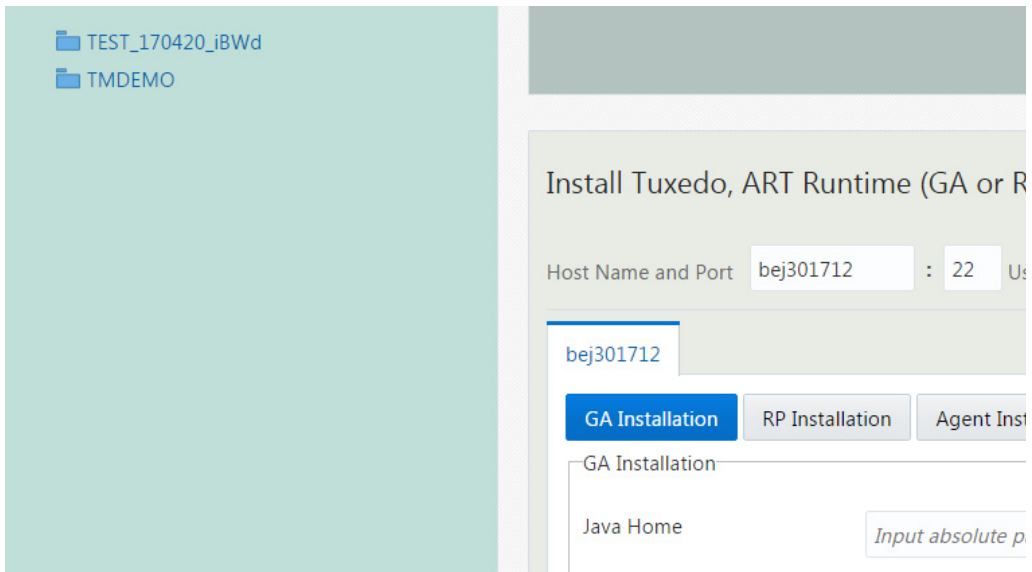 TEST_170420_iBWd
TMDEMO
Install Tuxedo, ART Runtime (GA or
Host Name and Port bej301712 : 22
bej301712
GA Installation RP Installation Agent
GA Installation
Java Home Input absolute